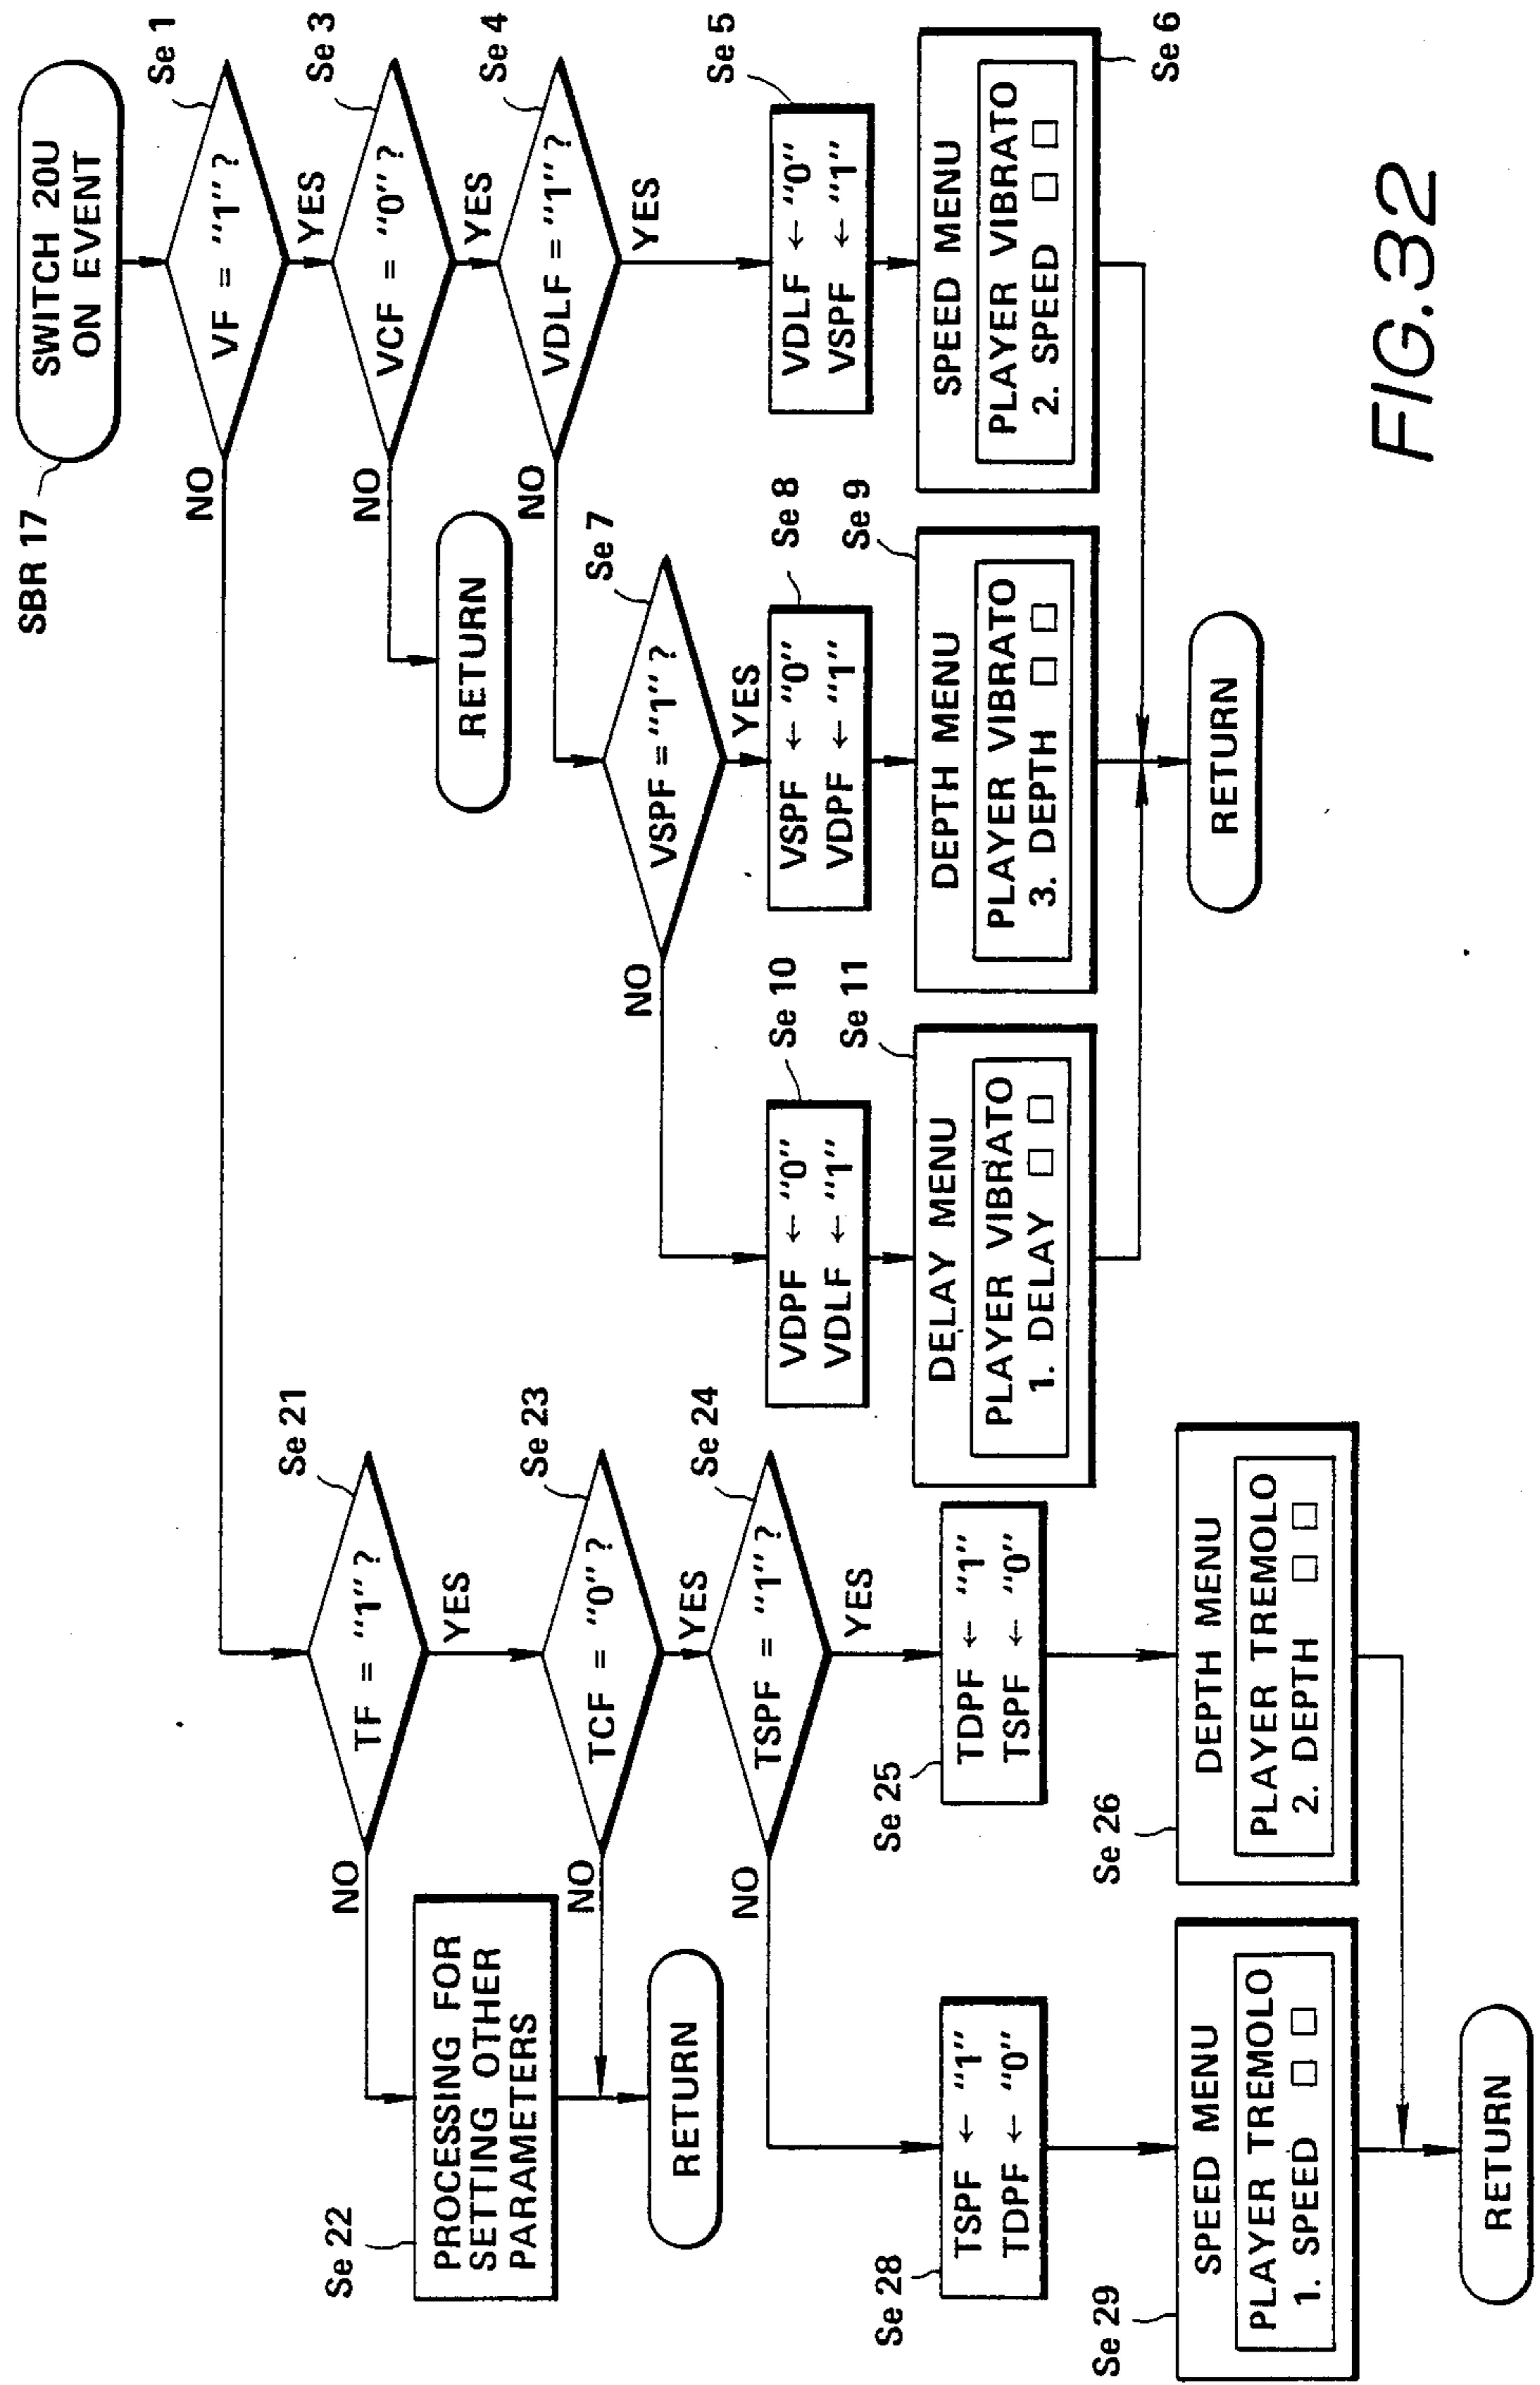 SBR 17
SWITCH 20U
ON EVENT
Se 1
VF = "1" ?
NO
YES
Se 3
VCF = "0" ?
NO
YES
RETURN
Se 4
VDLF = "1" ?
NO
YES
Se 5
VDLF ← "0"
VSPF ← "1"
Se 6
SPEED MENU
PLAYER VIBRATO
2. SPEED □ □
Se 7
VSPF = "1" ?
NO
YES
Se 8
VSPF ← "0"
VDPF ← "1"
Se 9
DEPTH MENU
PLAYER VIBRATO
3. DEPTH □ □
Se 10
VDPF ← "0"
VDLF ← "1"
Se 11
DELAY MENU
PLAYER VIBRATO
1. DELAY □ □
RETURN
Se 21
TF = "1" ?
NO
YES
Se 22
PROCESSING FOR
SETTING OTHER
PARAMETERS
Se 23
TCF = "0" ?
NO
YES
RETURN
Se 24
TSPF = "1" ?
NO
YES
Se 25
TDPF ← "1"
TSPF ← "0"
Se 26
DEPTH MENU
PLAYER TREMOLO
2. DEPTH □ □
Se 28
TSPF ← "1"
TDPF ← "0"
Se 29
SPEED MENU
PLAYER TREMOLO
1. SPEED □ □
RETURN
FIG.32